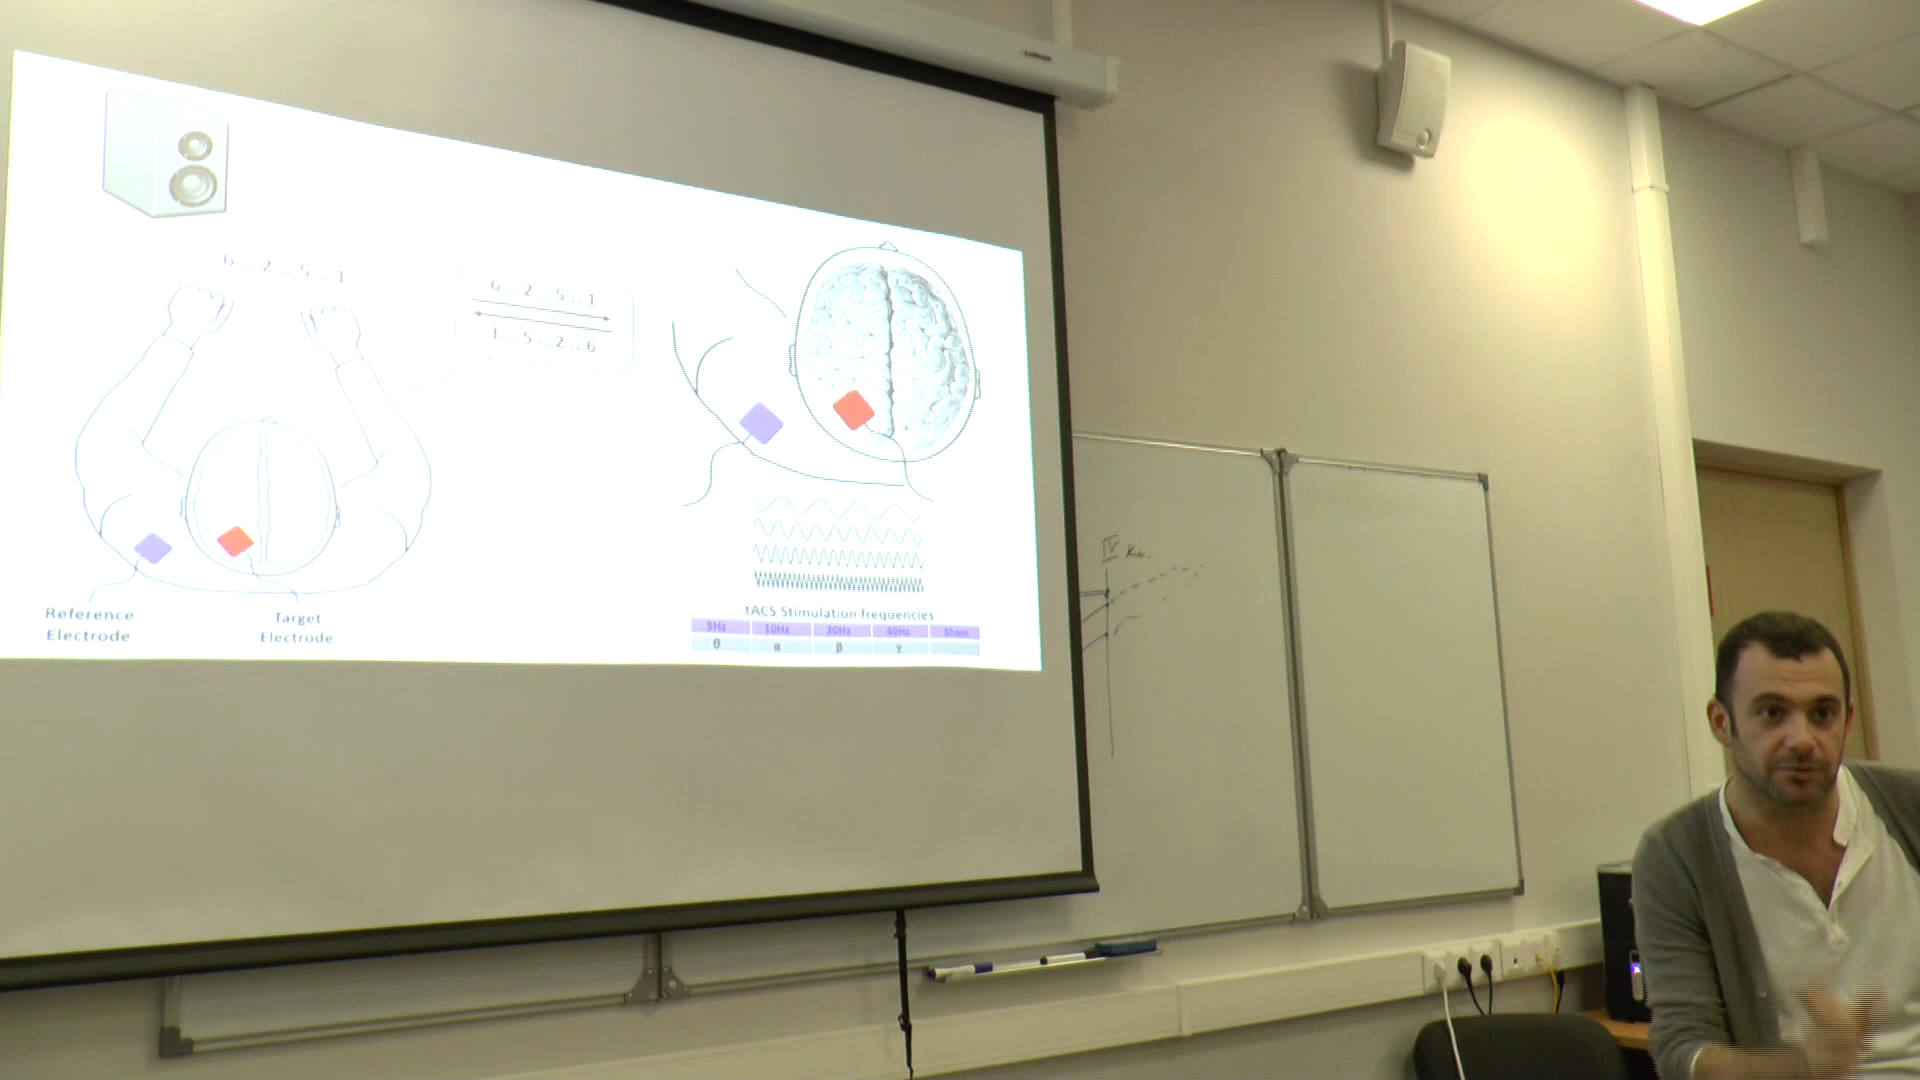 6 .. 2 .. 5 .. 1
6 .. 2 .. 5 .. 1
1 .. 5 .. 2 .. 6
Reference
Electrode
Target
Electrode
tACS Stimulation frequencies
5Hz 10Hz 20Hz 40Hz Sham
θ α β γ